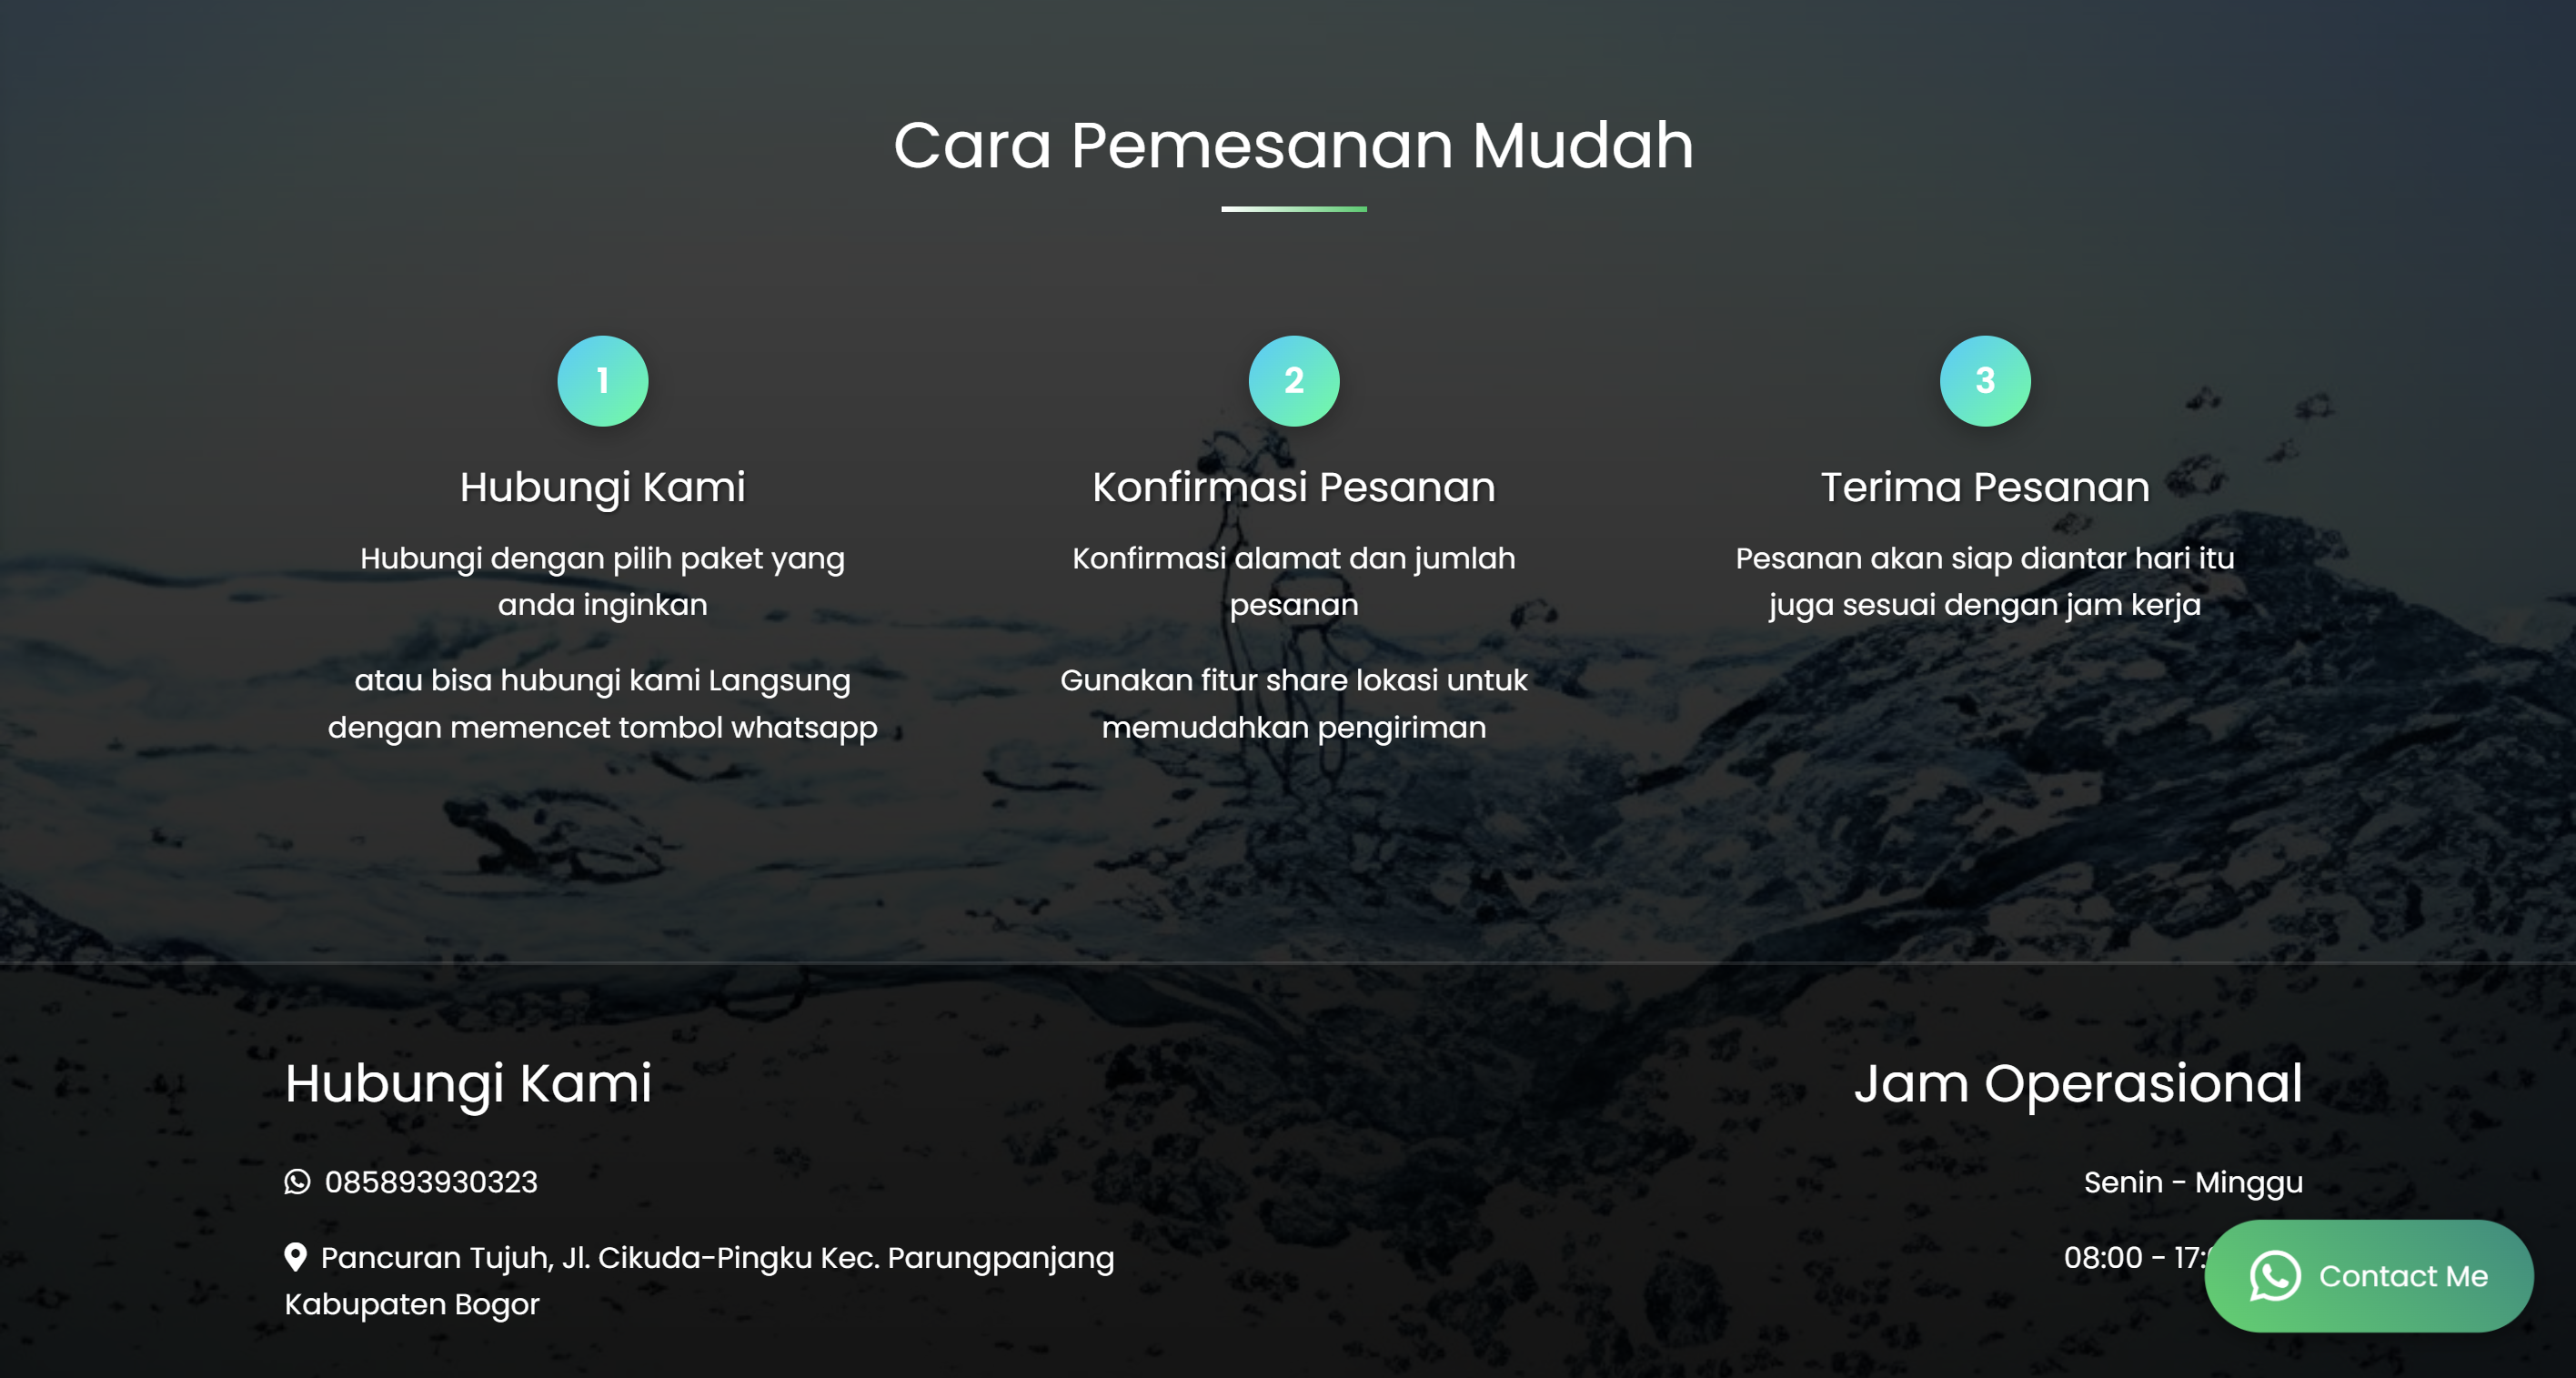 Cara Pemesanan Mudah
1
2
3
Hubungi Kami
Hubungi dengan pilih paket yang
anda inginkan
atau bisa hubungi kami Langsung
dengan memencet tombol whatsapp
Konfirmasi Pesanan
Konfirmasi alamat dan jumlah
pesanan
Gunakan fitur share lokasi untuk
memudahkan pengiriman
Terima Pesanan
Pesanan akan siap diantar hari itu
juga sesuai dengan jam kerja
Hubungi Kami
085893930323
Pancuran Tujuh, Jl. Cikuda-Pingku Kec. Parungpanjang
Kabupaten Bogor
Jam Operasional
Senin - Minggu
08:00 - 17:
Contact Me